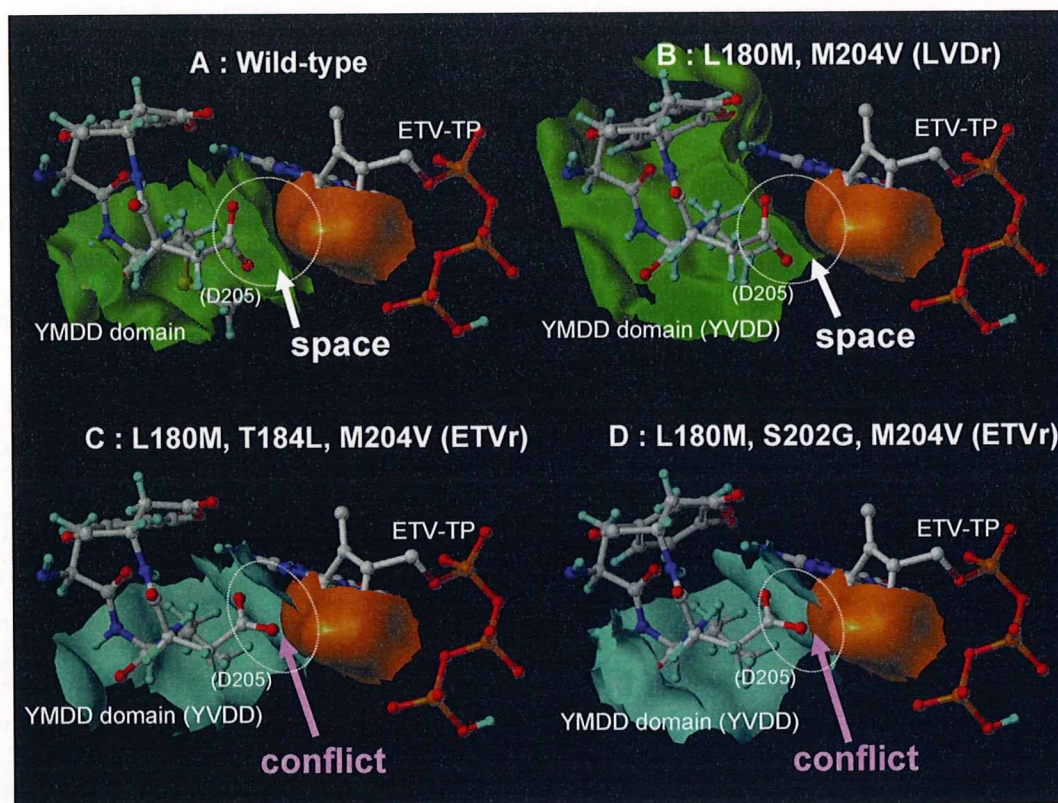 A : Wild-type
ETV-TP
(D205)
YMDD domain
space
B : L180M, M204V (LVDr)
ETV-TP
(D205)
YMDD domain (YVDD)
space
C : L180M, T184L, M204V (ETVr)
ETV-TP
(D205)
YMDD domain (YVDD)
conflict
D : L180M, S202G, M204V (ETVr)
ETV-TP
(D205)
YMDD domain (YVDD)
conflict